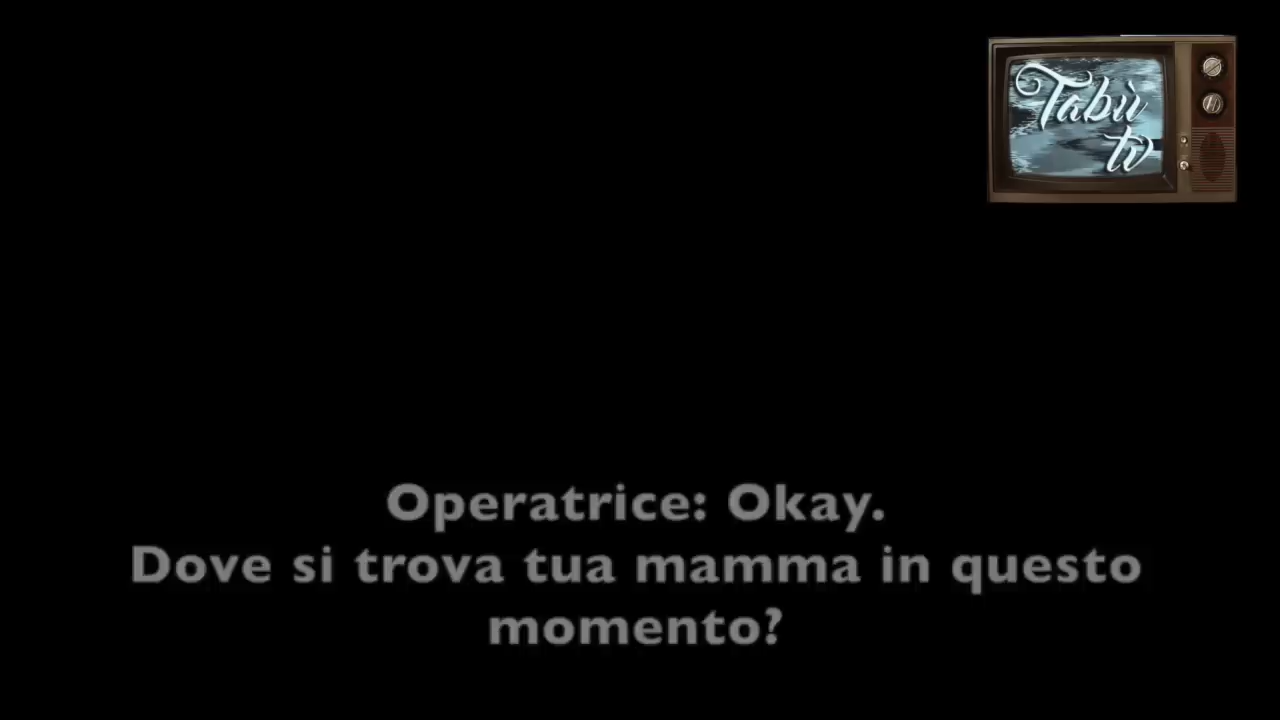 Tabù
tv
Operatrice: Okay.
Dove si trova tua mamma in questo
momento?